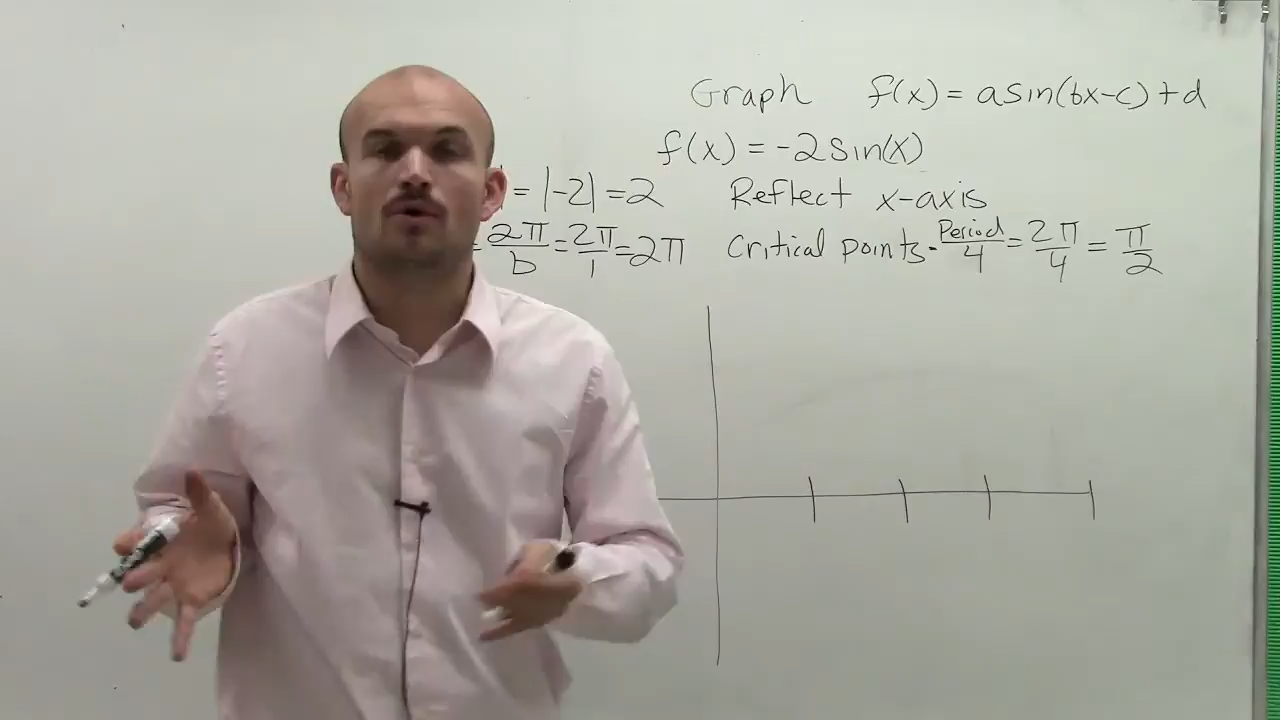 Graph f(x) = asin(bx-c)+d
f(x) = -2sin(x)
| = |-2| = 2 Reflect x-axis
= 2π/b = 2π/1 = 2π Critical points - Period/4 = 2π/4 = π/2